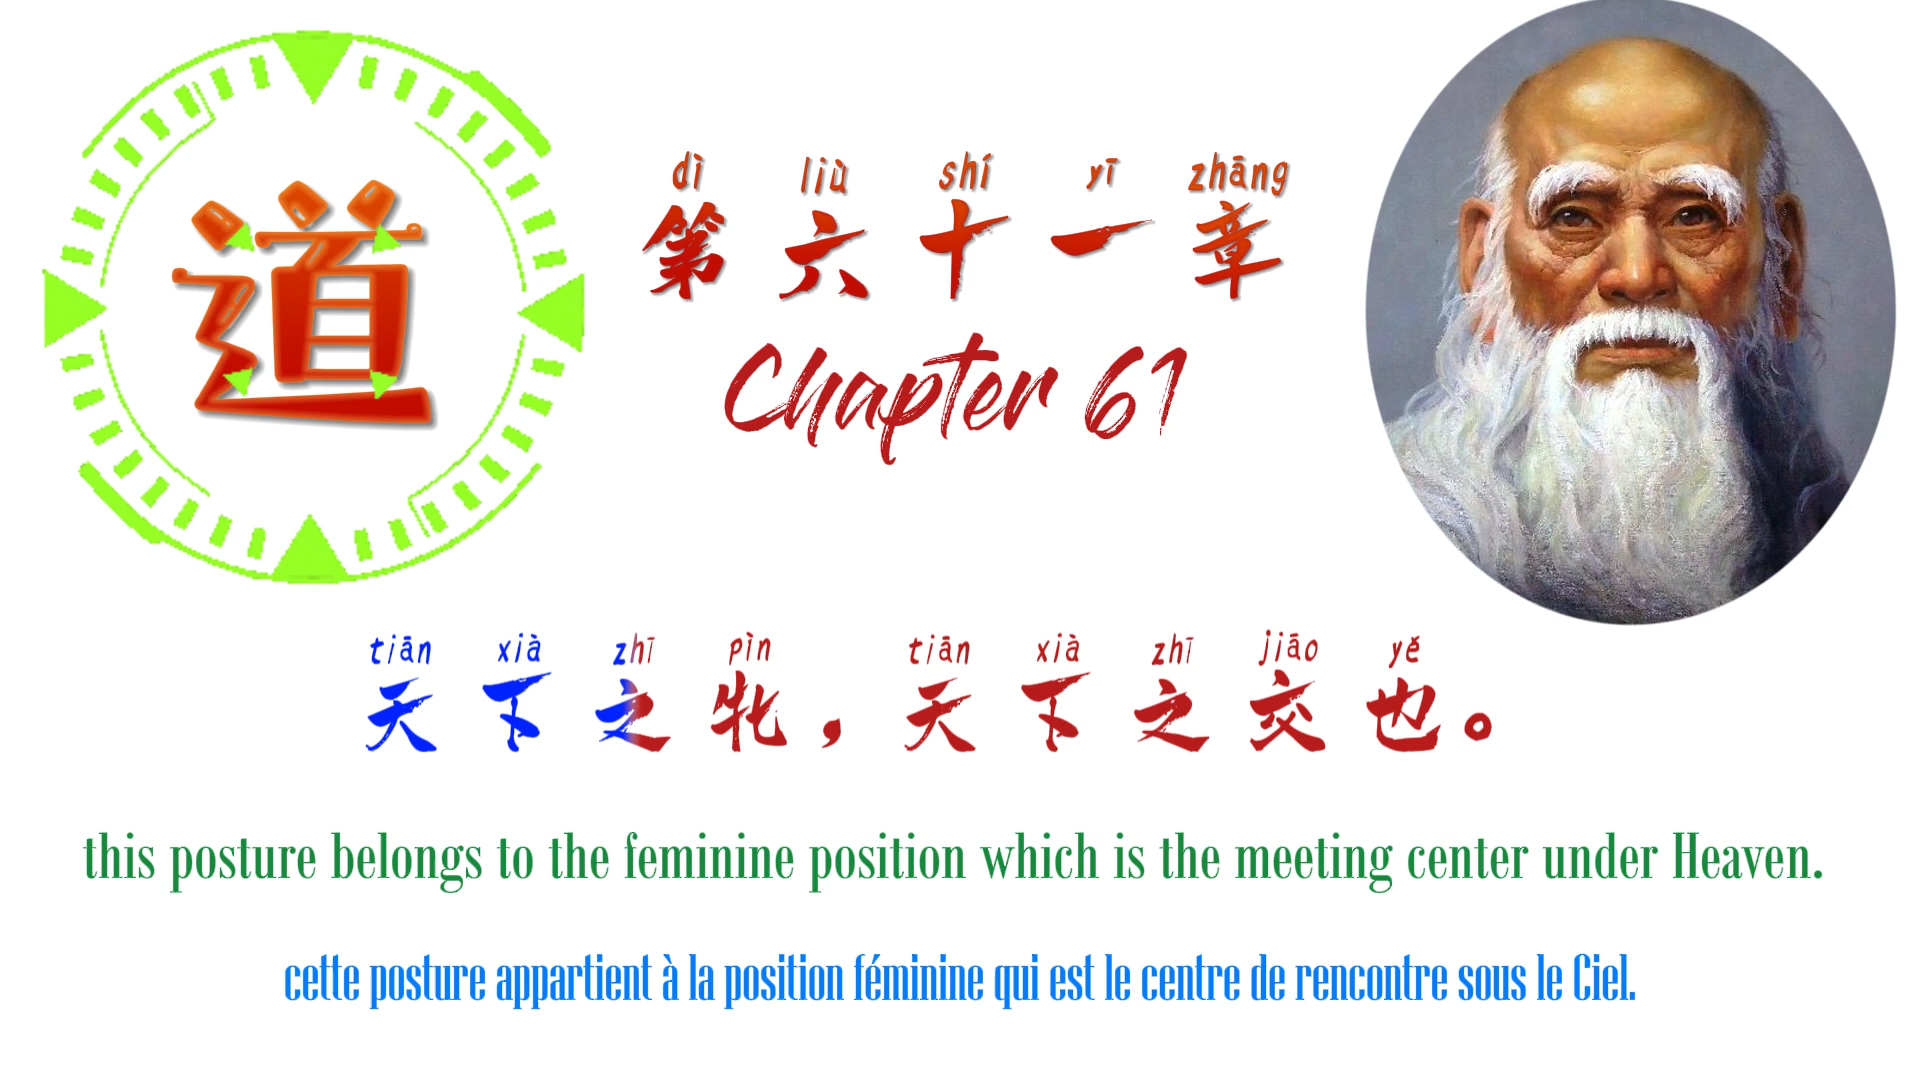 道
dì liù shí yī zhāng
第六十一章
Chapter 61
tiān xià zhī pìn tiān xià zhī jiāo yě
天下之牝，天下之交也。
this posture belongs to the feminine position which is the meeting center under Heaven.
cette posture appartient à la position féminine qui est le centre de rencontre sous le Ciel.